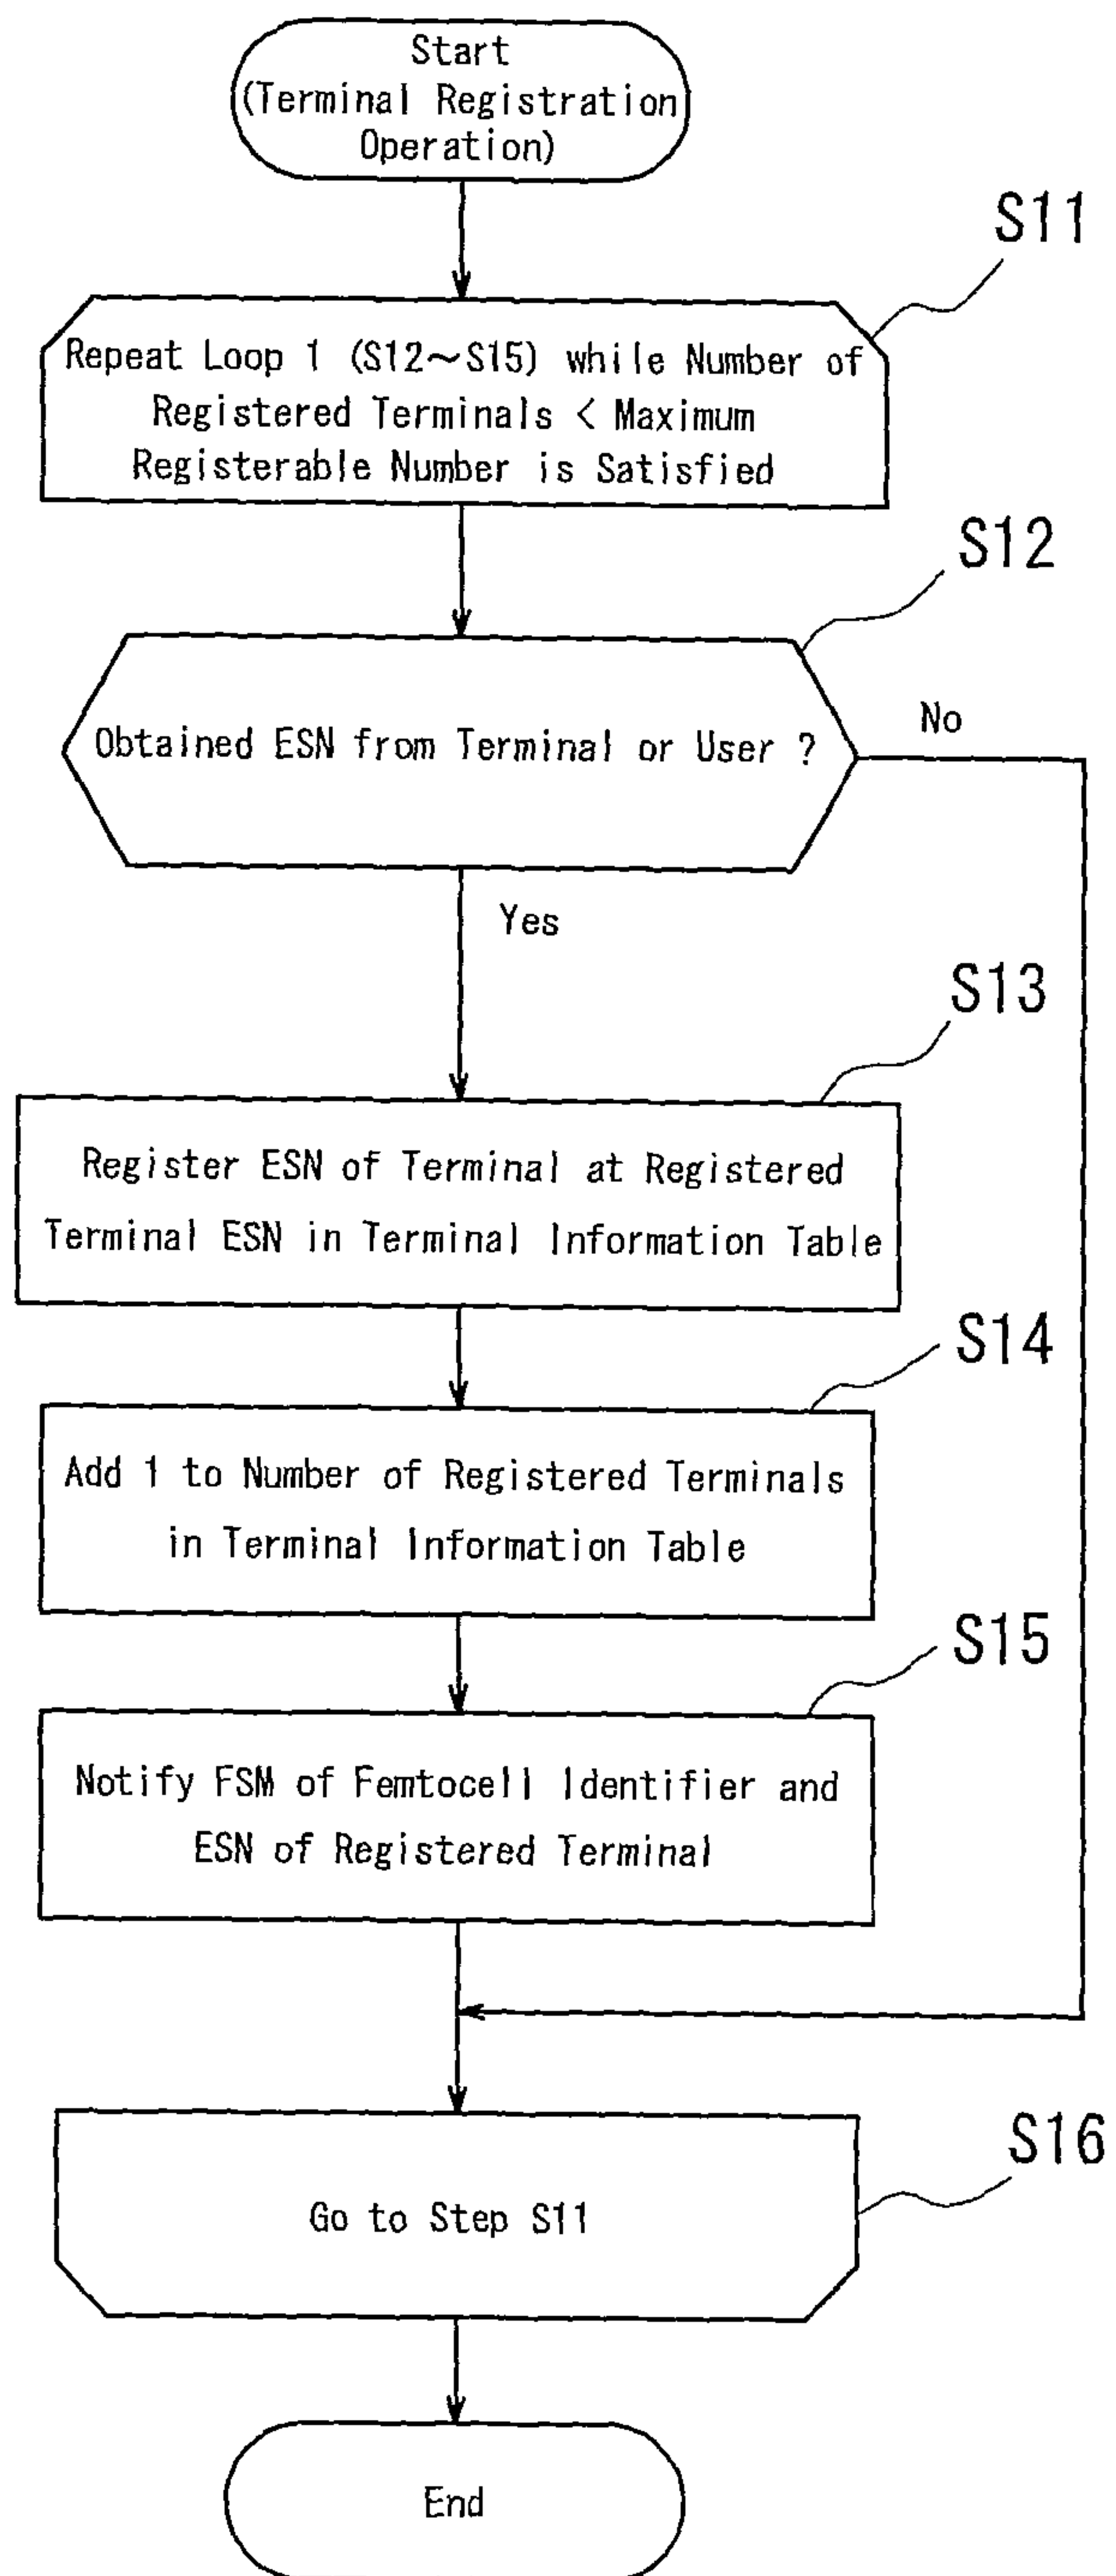 Start
(Terminal Registration
Operation)
S11
Repeat Loop 1 (S12～S15) while Number of
Registered Terminals < Maximum
Registerable Number is Satisfied
S12
Obtained ESN from Terminal or User ?
No
Yes
S13
Register ESN of Terminal at Registered
Terminal ESN in Terminal Information Table
S14
Add 1 to Number of Registered Terminals
in Terminal Information Table
S15
Notify FSM of Femtocell Identifier and
ESN of Registered Terminal
S16
Go to Step S11
End